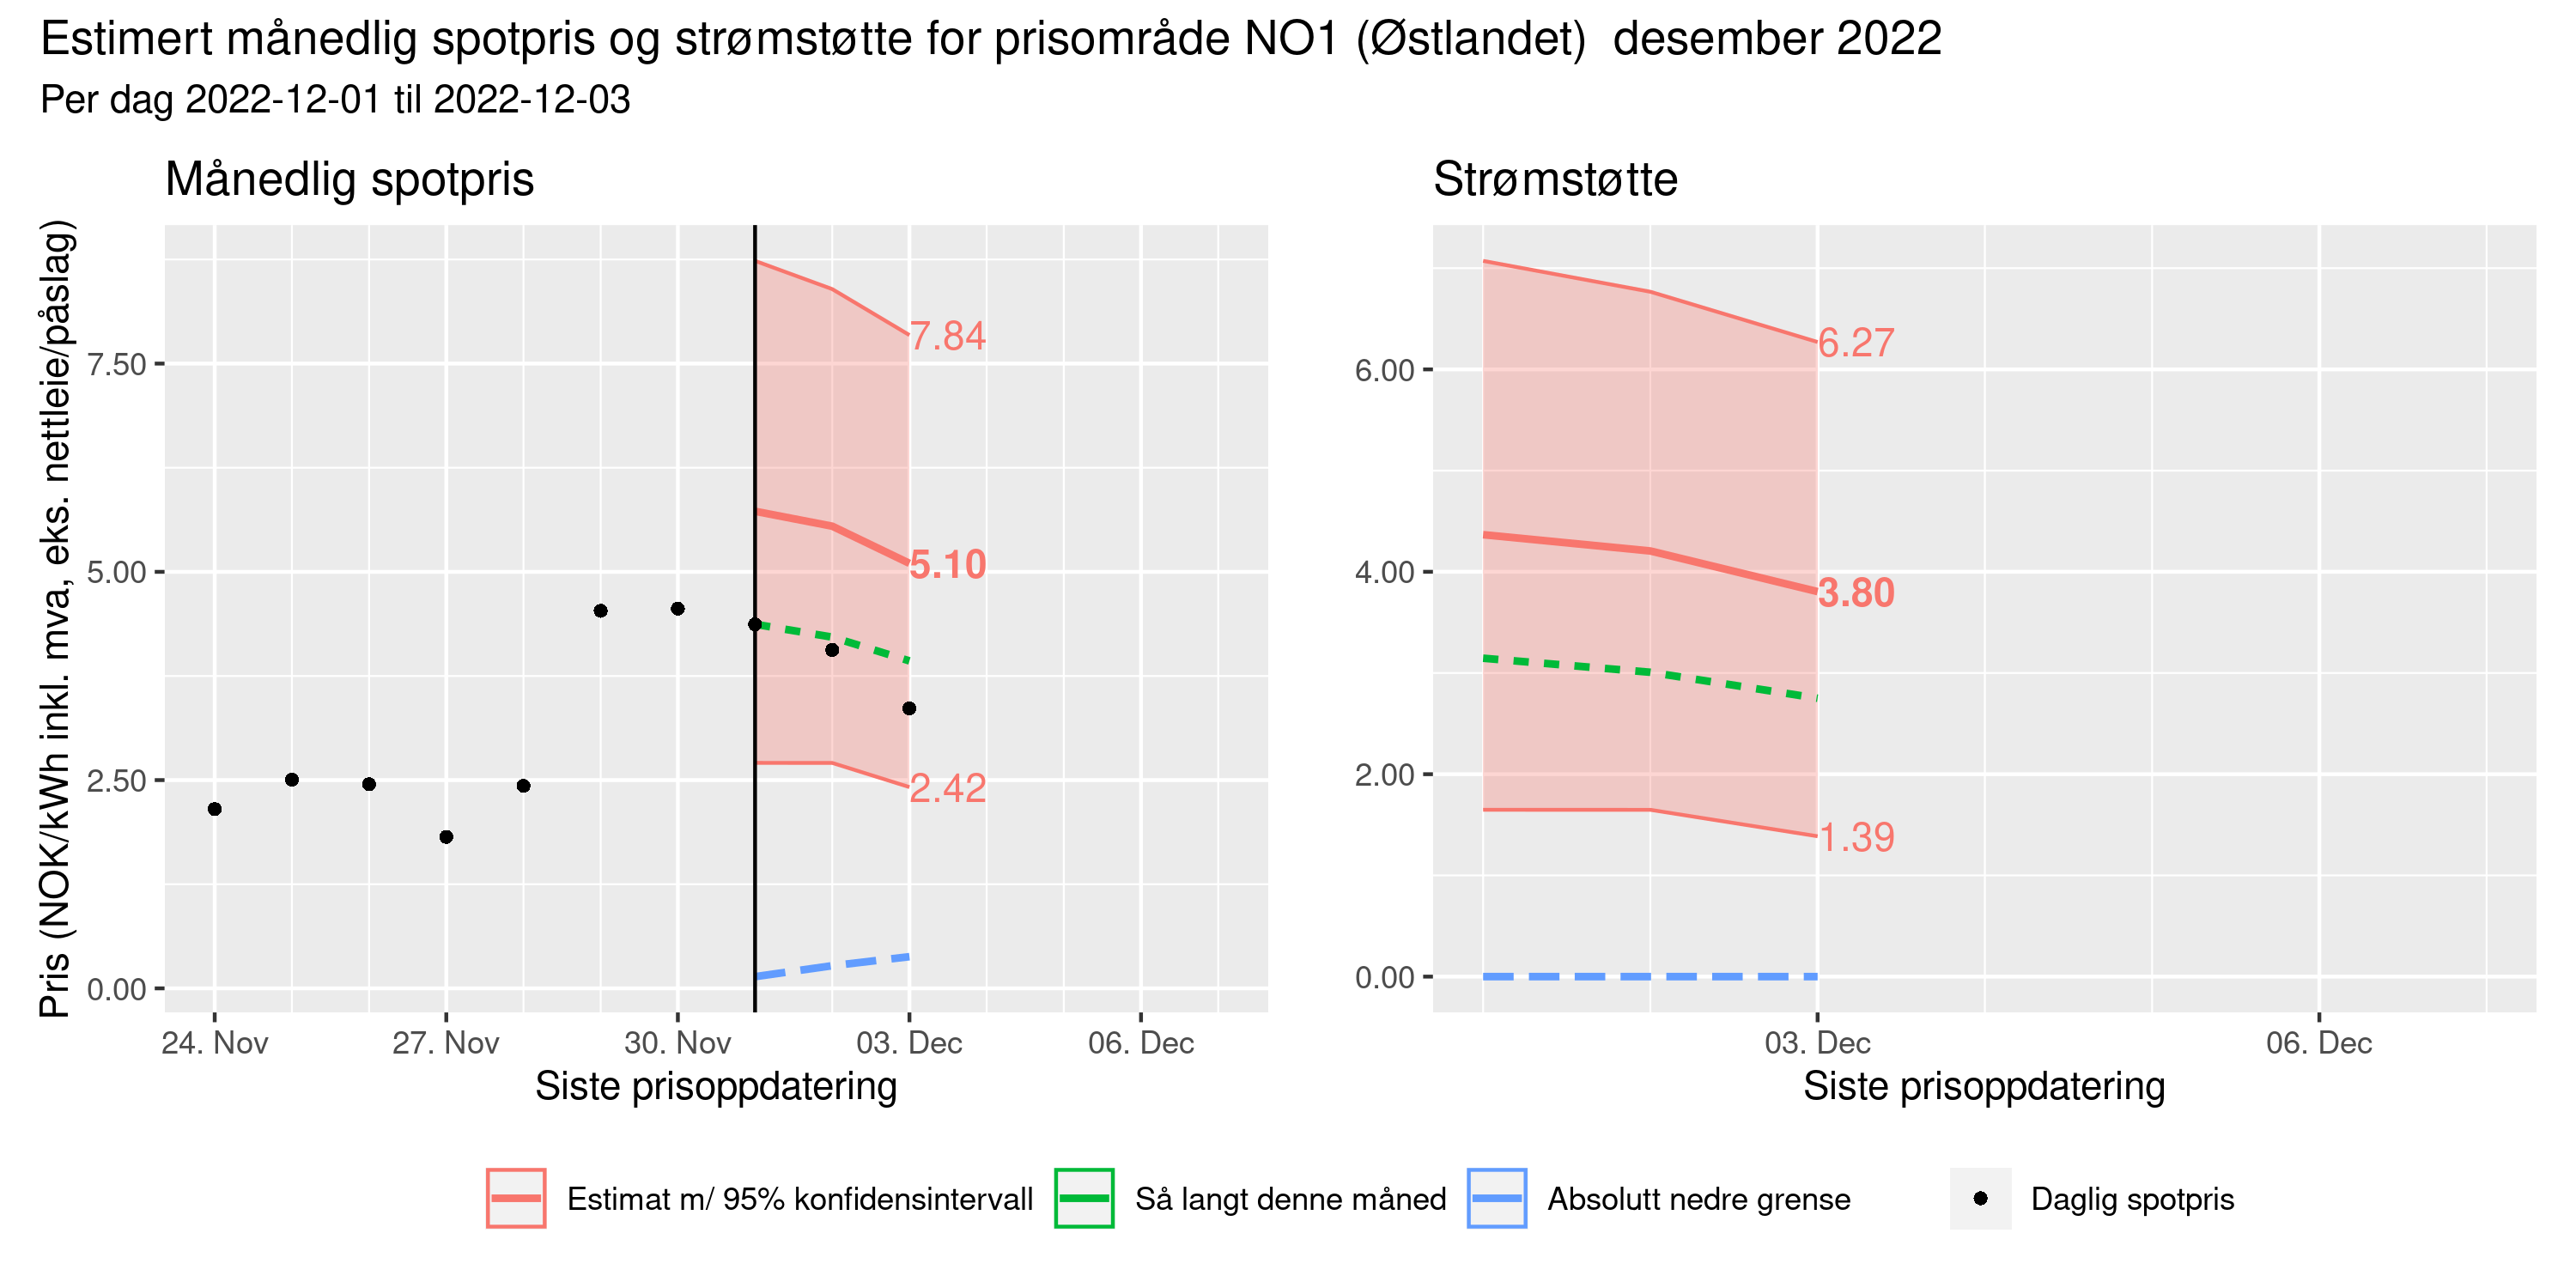 Estimert månedlig spotpris og strømstøtte for prisområde NO1 (Østlandet)  desember 2022
Per dag 2022-12-01 til 2022-12-03
Månedlig spotpris
Pris (NOK/kWh inkl. mva, eks. nettleie/påslag)
7.50
5.00
2.50
0.00
7.84
5.10
2.42
24. Nov
27. Nov
30. Nov
03. Dec
06. Dec
Siste prisoppdatering
Strømstøtte
6.00
4.00
2.00
0.00
6.27
3.80
1.39
03. Dec
06. Dec
Siste prisoppdatering
Estimat m/ 95% konfidensintervall
Så langt denne måned
Absolutt nedre grense
Daglig spotpris